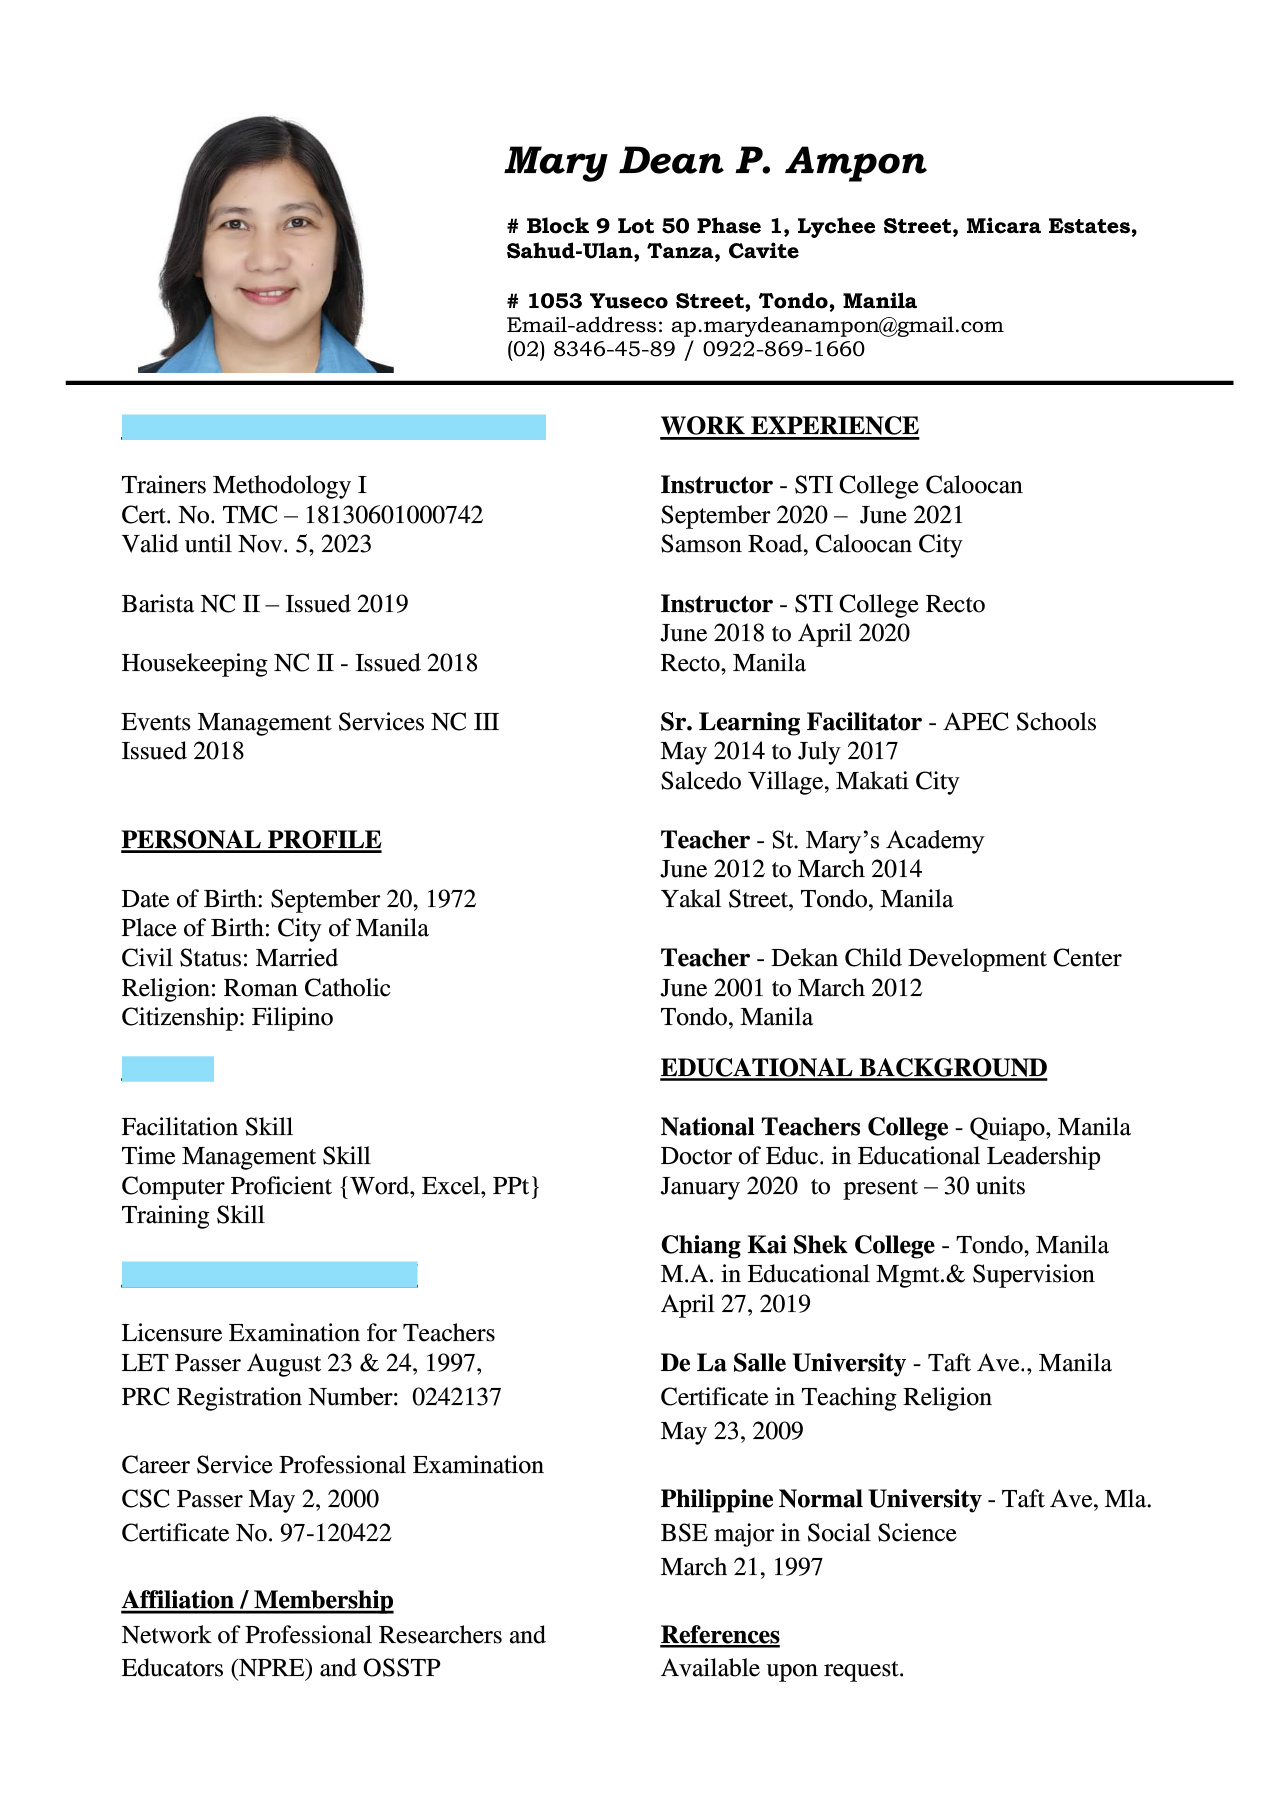 Mary Dean P. Ampon
# Block 9 Lot 50 Phase 1, Lychee Street, Micara Estates,
Sahud-Ulan, Tanza, Cavite
# 1053 Yuseco Street, Tondo, Manila
Email-address: ap.marydeanampon@gmail.com
(02) 8346-45-89 / 0922-869-1660
Trainers Methodology I
Cert. No. TMC – 18130601000742
Valid until Nov. 5, 2023
Barista NC II – Issued 2019
Housekeeping NC II - Issued 2018
Events Management Services NC III
Issued 2018
PERSONAL PROFILE
Date of Birth: September 20, 1972
Place of Birth: City of Manila
Civil Status: Married
Religion: Roman Catholic
Citizenship: Filipino
Facilitation Skill
Time Management Skill
Computer Proficient {Word, Excel, PPt}
Training Skill
Licensure Examination for Teachers
LET Passer August 23 & 24, 1997,
PRC Registration Number:  0242137
Career Service Professional Examination
CSC Passer May 2, 2000
Certificate No. 97-120422
Affiliation / Membership
Network of Professional Researchers and
Educators (NPRE) and OSSTP
WORK EXPERIENCE
Instructor - STI College Caloocan
September 2020 –  June 2021
Samson Road, Caloocan City
Instructor - STI College Recto
June 2018 to April 2020
Recto, Manila
Sr. Learning Facilitator - APEC Schools
May 2014 to July 2017
Salcedo Village, Makati City
Teacher - St. Mary’s Academy
June 2012 to March 2014
Yakal Street, Tondo, Manila
Teacher - Dekan Child Development Center
June 2001 to March 2012
Tondo, Manila
EDUCATIONAL BACKGROUND
National Teachers College - Quiapo, Manila
Doctor of Educ. in Educational Leadership
January 2020  to  present – 30 units
Chiang Kai Shek College - Tondo, Manila
M.A. in Educational Mgmt.& Supervision
April 27, 2019
De La Salle University - Taft Ave., Manila
Certificate in Teaching Religion
May 23, 2009
Philippine Normal University - Taft Ave, Mla.
BSE major in Social Science
March 21, 1997
References
Available upon request.